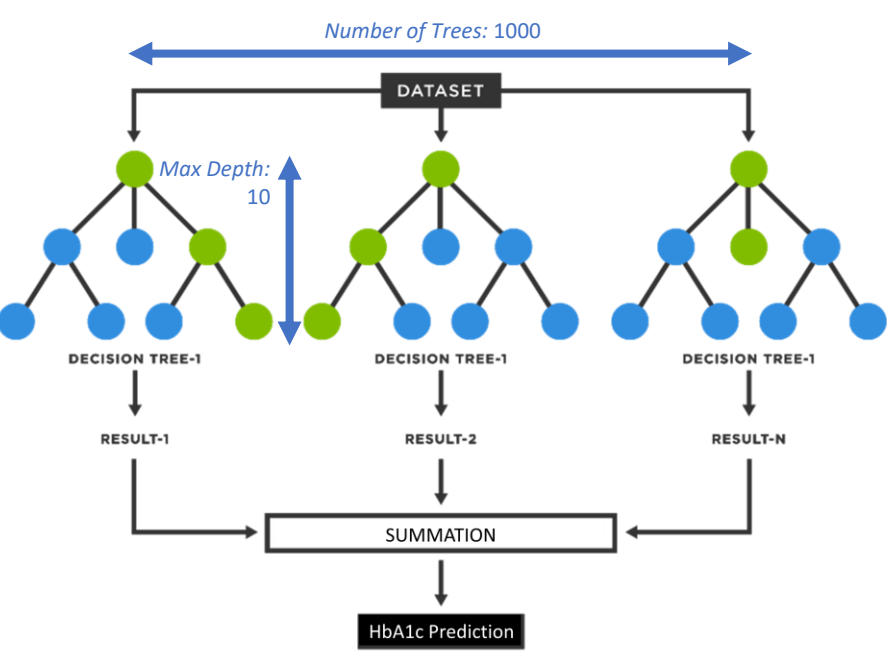 Number of Trees: 1000
DATASET
Max Depth:
10
DECISION TREE-1
DECISION TREE-1
DECISION TREE-1
RESULT-1
RESULT-2
RESULT-N
SUMMATION
HbA1c Prediction